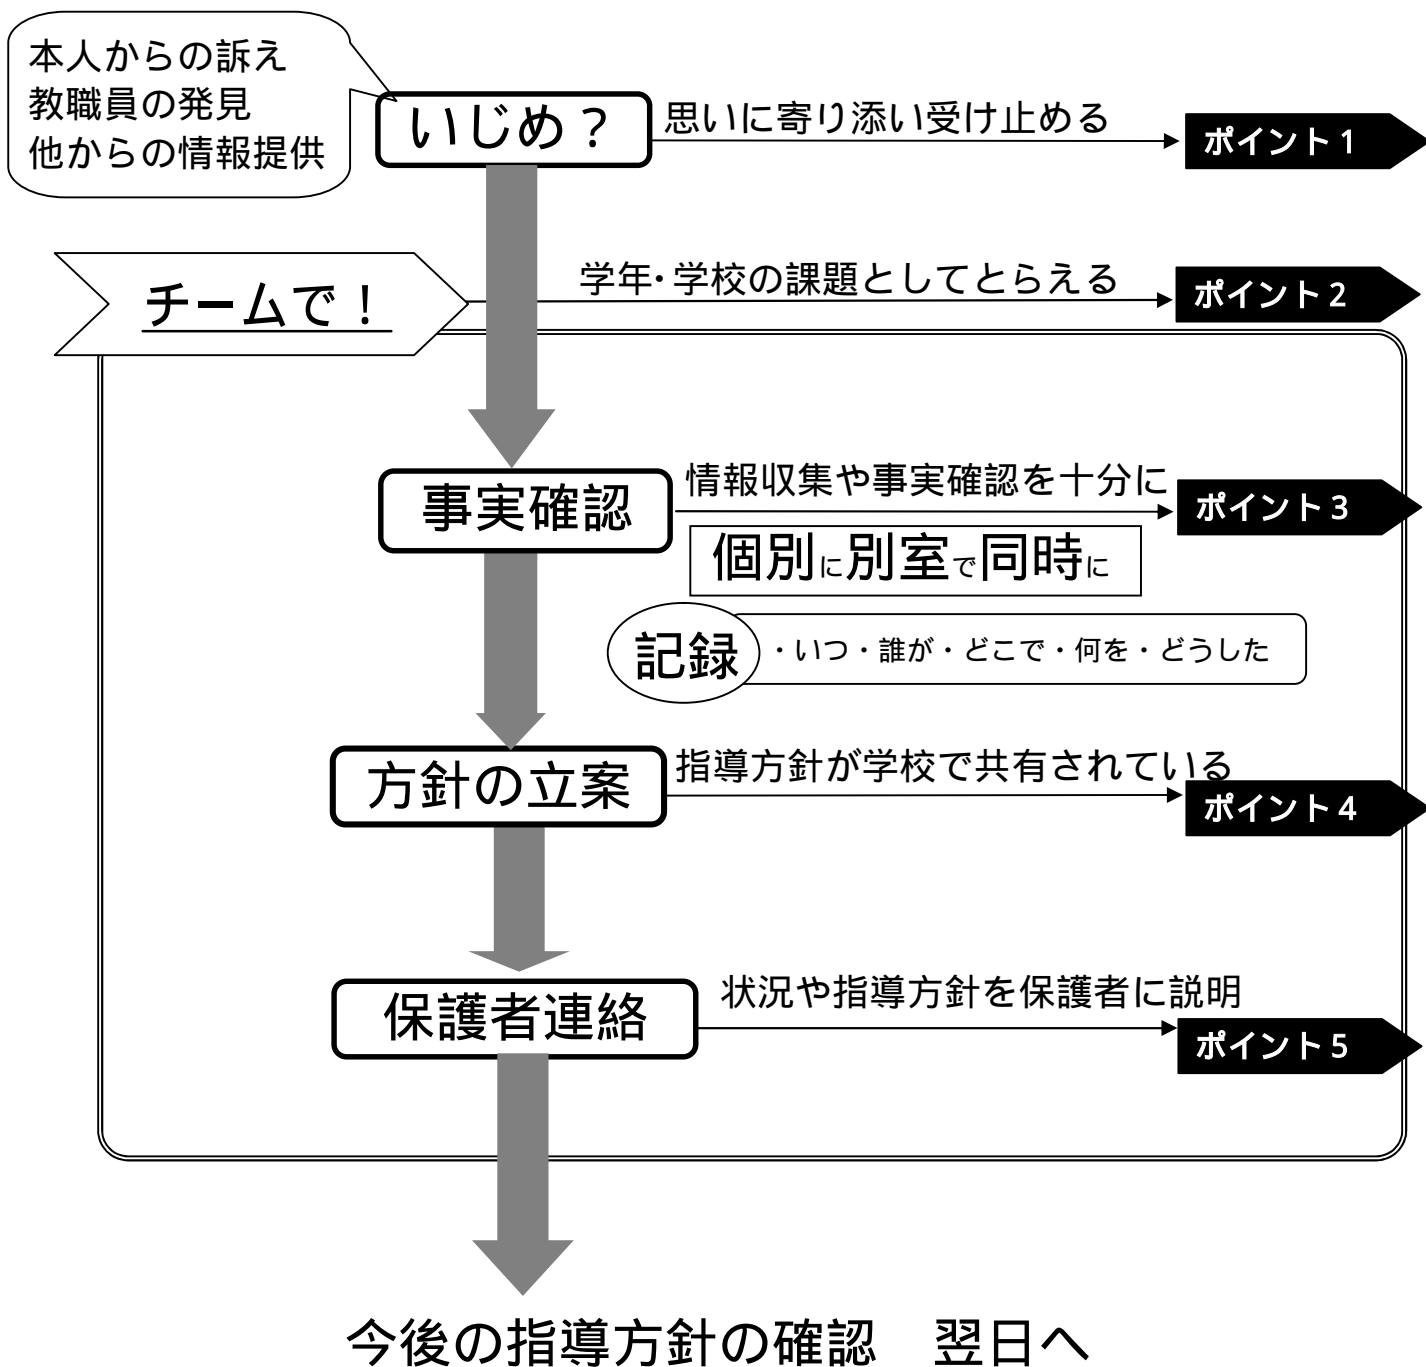 本人からの訴え
教職員の発見
他からの情報提供
いじめ？
思いに寄り添い受け止める
ポイント1
チームで！
学年・学校の課題としてとらえる
ポイント2
事実確認
情報収集や事実確認を十分に
ポイント3
個別に別室で同時に
記録
・いつ・誰が・どこで・何を・どうした
方針の立案
指導方針が学校で共有されている
ポイント4
保護者連絡
状況や指導方針を保護者に説明
ポイント5
今後の指導方針の確認　翌日へ